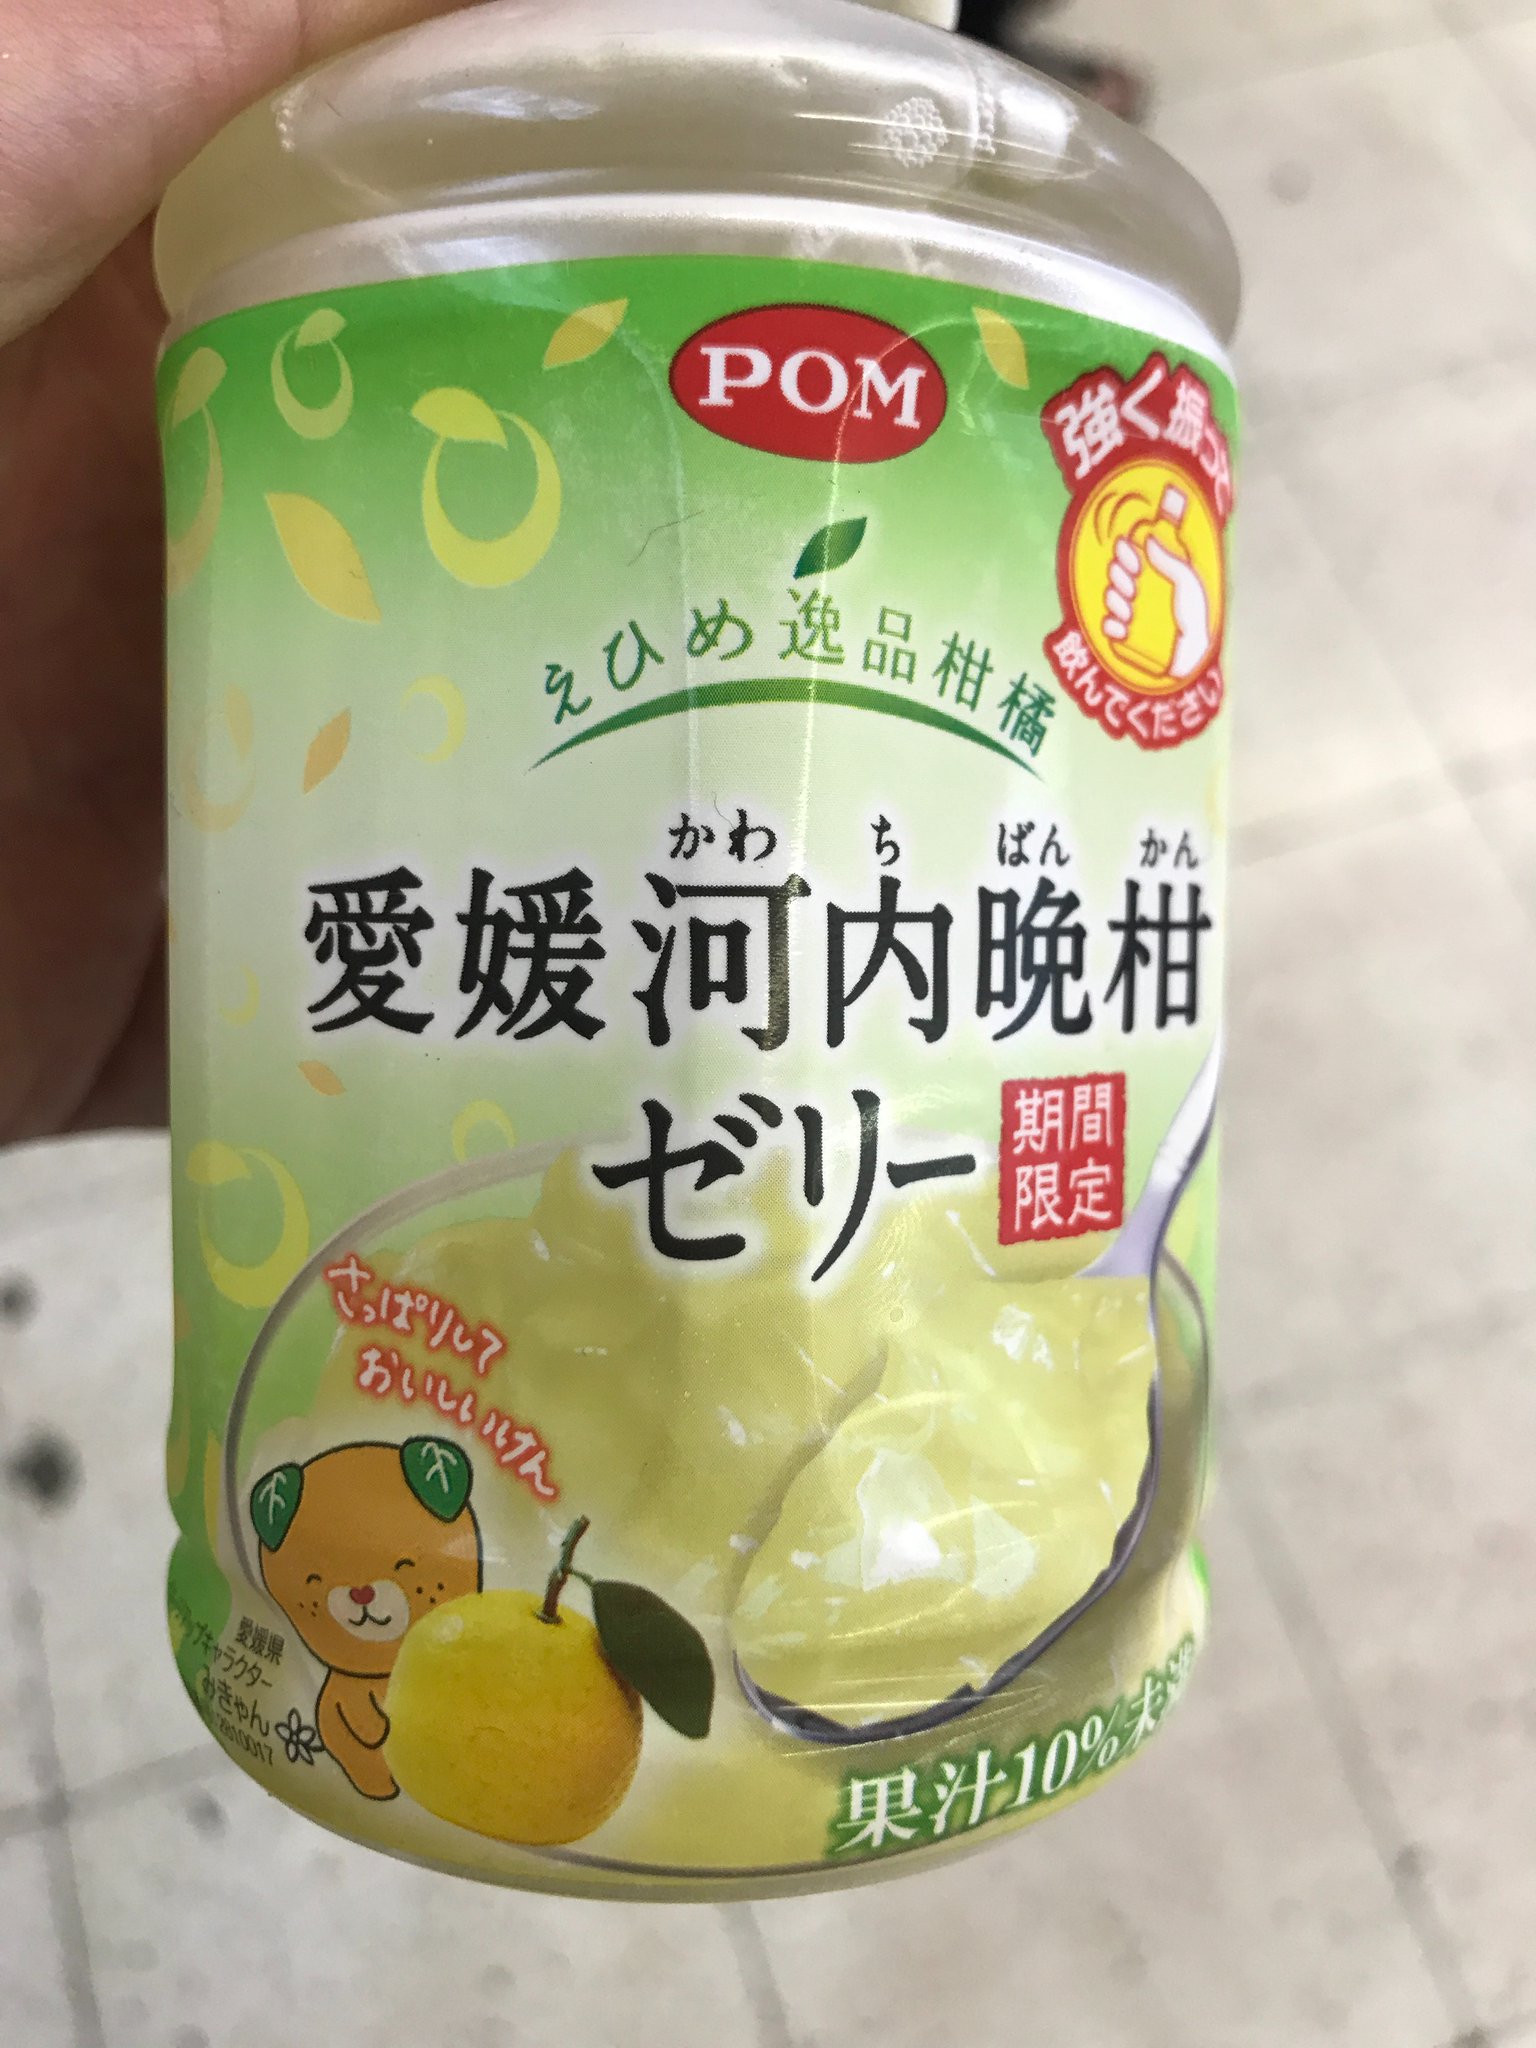 POM
強く振って
飲んでください
えひめ逸品柑橘
かわ ち ばん かん
愛媛河内晩柑
ゼリー
期間
限定
さっぱりして
おいしいけん
愛媛県
キャラクター
みきゃん
果汁10%未